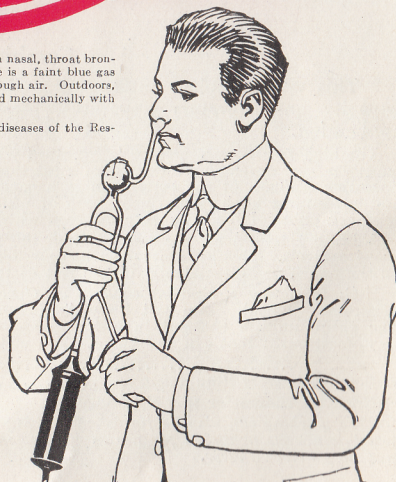 nasal, throat bron-
is a faint blue gas
ough air. Outdoors,
d mechanically with
diseases of the Res-